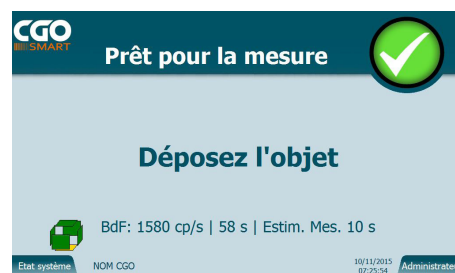 CGO
SMART
Prêt pour la mesure
Déposez l'objet
BdF: 1580 cp/s | 58 s | Estim. Mes. 10 s
Etat système
NOM CGO
10/11/2015
07:25:54
Administrate